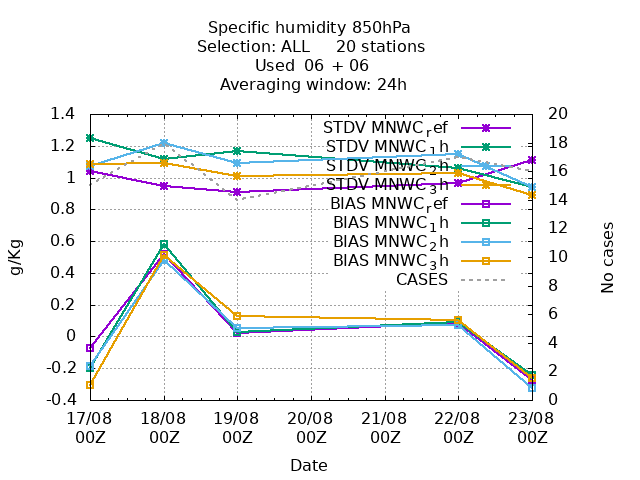 Specific humidity 850hPa
Selection: ALL 20 stations
Used 06 + 06
Averaging window: 24h
1.4
1.2
1
0.8
0.6
0.4
0.2
0
-0.2
-0.4
g/Kg
20
18
16
14
12
10
8
6
4
2
0
No cases
STDV MNWC_ref
STDV MNWC_1h
STDV MNWC_2h
STDV MNWC_3h
BIAS MNWC_ref
BIAS MNWC_1h
BIAS MNWC_2h
BIAS MNWC_3h
CASES
17/08 18/08 19/08 20/08 21/08 22/08 23/08
00Z 00Z 00Z 00Z 00Z 00Z 00Z
Date